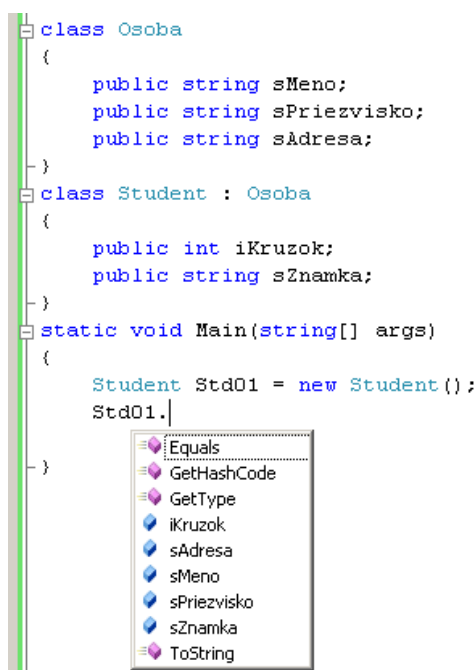 class Osoba
{
public string sMeno;
public string sPriezvisko;
public string sAdresa;
}
class Student : Osoba
{
public int iKruzok;
public string sZnamka;
}
static void Main(string[] args)
{
Student Std01 = new Student();
Std01.
Equals
GetHashCode
}
GetType
iKruzok
sAdresa
sMeno
sPriezvisko
sZnamka
ToString